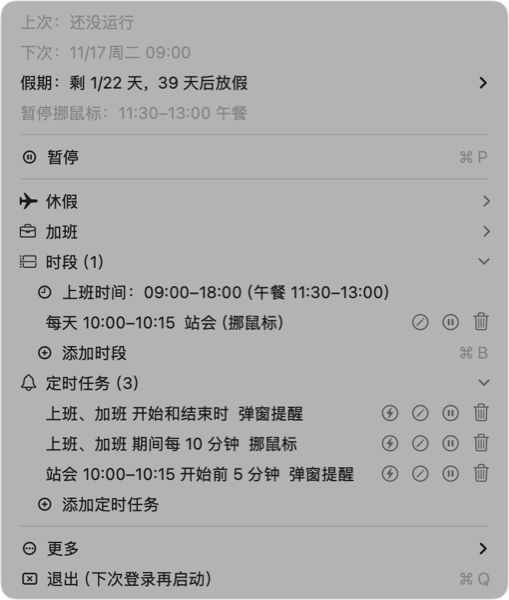 上次：还没运行
下次：11/17 周二 09:00
假期：剩 1/22 天，39 天后放假
暂停挪鼠标：11:30–13:00 午餐
暂停 ⌘ P
休假
加班
时段 (1)
上班时间：09:00–18:00 (午餐 11:30–13:00)
每天 10:00–10:15 站会 (挪鼠标)
添加时段 ⌘ B
定时任务 (3)
上班、加班 开始和结束时 弹窗提醒
上班、加班 期间每 10 分钟 挪鼠标
站会 10:00–10:15 开始前 5 分钟 弹窗提醒
添加定时任务
更多
退出 (下次登录再启动) ⌘ Q